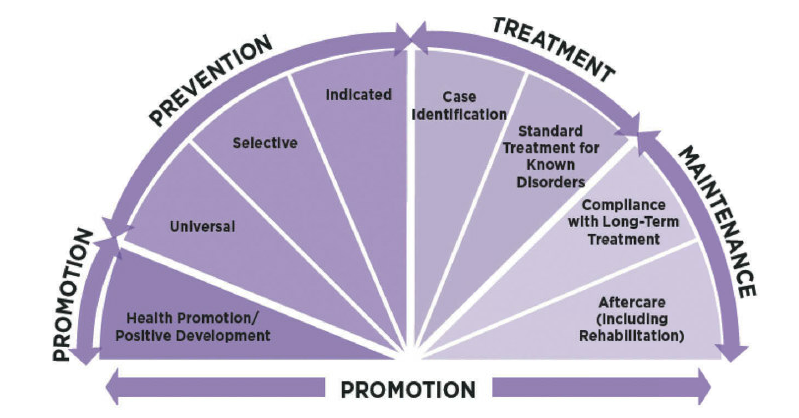 PROMOTION
PREVENTION
TREATMENT
MAINTENANCE
Health Promotion/
Positive Development
Universal
Selective
Indicated
Case
Identification
Standard
Treatment for
Known
Disorders
Compliance
with Long-Term
Treatment
Aftercare
(Including
Rehabilitation)
PROMOTION